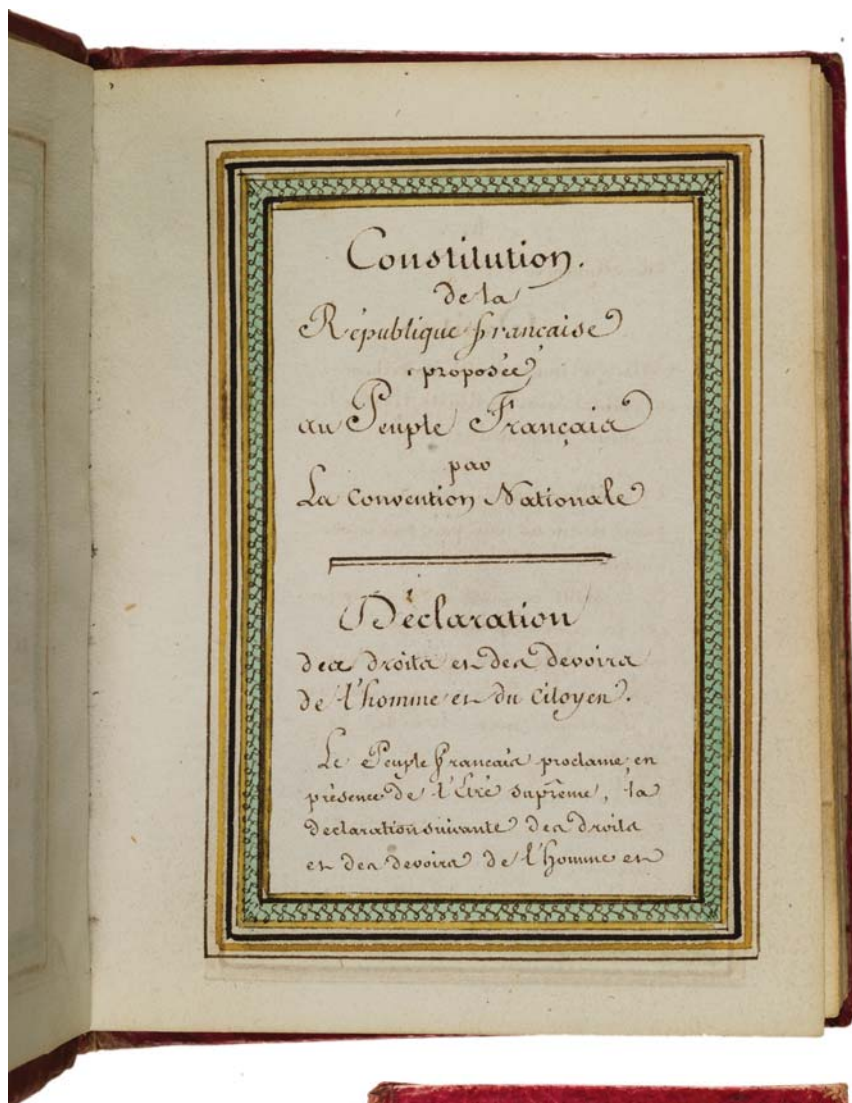 Constitution.
de la
République française
proposée
au Peuple Français
par
La Convention Nationale
Déclaration
des droits et des devoirs
de l'homme et du Citoyen.
Le Peuple français proclame, en
présence de l'Etre suprême, la
declaration suivante des droits
et des devoirs de l'homme et